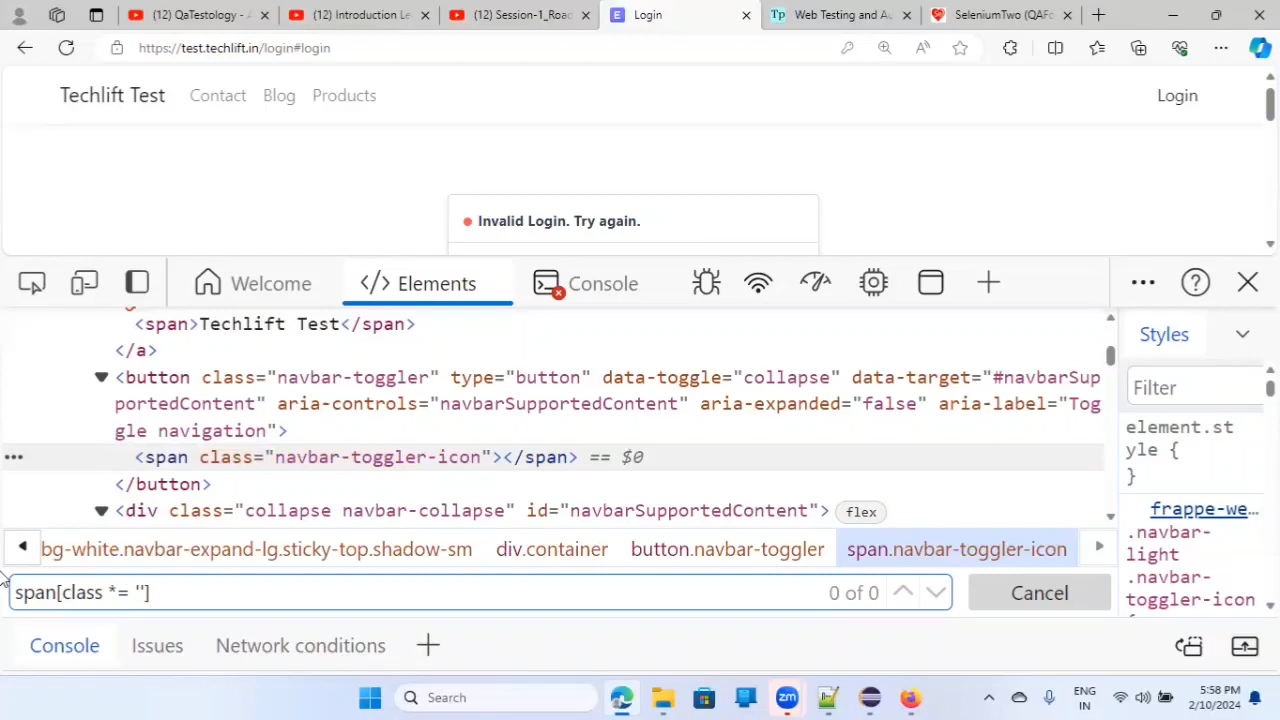 (12) QaTestology - A
(12) Introduction Le
(12) Session-1_Roa
Login
Tp Web Testing and Au
SeleniumTwo (QAFo
https://test.techlift.in/login#login
Techlift Test Contact Blog Products Login
Invalid Login. Try again.
Welcome </> Elements Console
<span>Techlift Test</span>
</a>
<button class="navbar-toggler" type="button" data-toggle="collapse" data-target="#navbarSup
portedContent" aria-controls="navbarSupportedContent" aria-expanded="false" aria-label="Tog
gle navigation">
<span class="navbar-toggler-icon"></span> == $0
</button>
<div class="collapse navbar-collapse" id="navbarSupportedContent"> flex
bg-white.navbar-expand-lg.sticky-top.shadow-sm div.container button.navbar-toggler span.navbar-toggler-icon
span[class *= ''] 0 of 0 Cancel
Styles
Filter
element.st
yle {
}
frappe-we…
.navbar-
light
.navbar-
toggler-icon
Console Issues Network conditions
Search
zm
ENG
IN
5:58 PM
2/10/2024